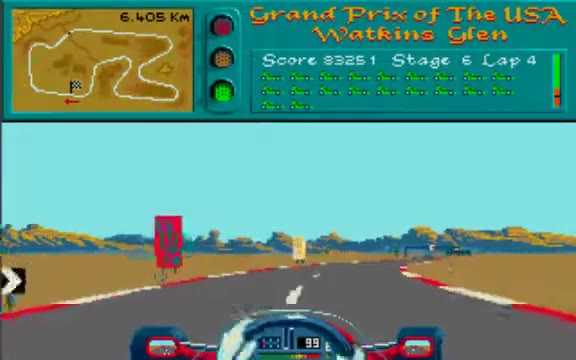 6.405 Km
Grand Prix of The USA
Watkins Glen
Score 83251 Stage 6 Lap 4
99